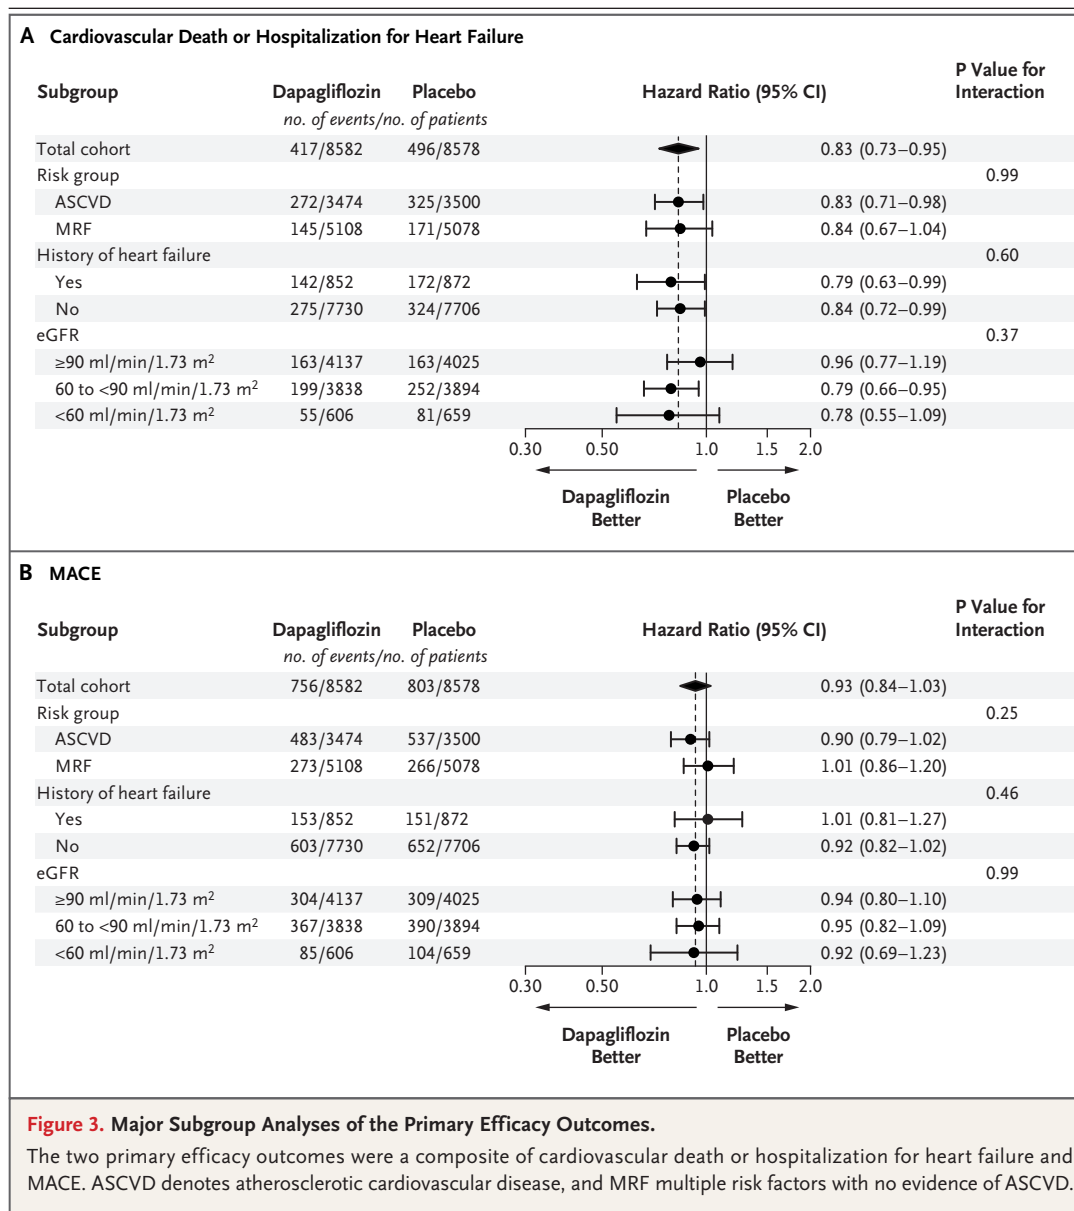 A Cardiovascular Death or Hospitalization for Heart Failure
Subgroup Dapagliflozin Placebo Hazard Ratio (95% CI) P Value for Interaction
no. of events/no. of patients
Total cohort 417/8582 496/8578 0.83 (0.73–0.95)
Risk group 0.99
ASCVD 272/3474 325/3500 0.83 (0.71–0.98)
MRF 145/5108 171/5078 0.84 (0.67–1.04)
History of heart failure 0.60
Yes 142/852 172/872 0.79 (0.63–0.99)
No 275/7730 324/7706 0.84 (0.72–0.99)
eGFR 0.37
≥90 ml/min/1.73 m² 163/4137 163/4025 0.96 (0.77–1.19)
60 to <90 ml/min/1.73 m² 199/3838 252/3894 0.79 (0.66–0.95)
<60 ml/min/1.73 m² 55/606 81/659 0.78 (0.55–1.09)
0.30 0.50 1.0 1.5 2.0
Dapagliflozin Better Placebo Better
B MACE
Subgroup Dapagliflozin Placebo Hazard Ratio (95% CI) P Value for Interaction
no. of events/no. of patients
Total cohort 756/8582 803/8578 0.93 (0.84–1.03)
Risk group 0.25
ASCVD 483/3474 537/3500 0.90 (0.79–1.02)
MRF 273/5108 266/5078 1.01 (0.86–1.20)
History of heart failure 0.46
Yes 153/852 151/872 1.01 (0.81–1.27)
No 603/7730 652/7706 0.92 (0.82–1.02)
eGFR 0.99
≥90 ml/min/1.73 m² 304/4137 309/4025 0.94 (0.80–1.10)
60 to <90 ml/min/1.73 m² 367/3838 390/3894 0.95 (0.82–1.09)
<60 ml/min/1.73 m² 85/606 104/659 0.92 (0.69–1.23)
0.30 0.50 1.0 1.5 2.0
Dapagliflozin Better Placebo Better
Figure 3. Major Subgroup Analyses of the Primary Efficacy Outcomes.
The two primary efficacy outcomes were a composite of cardiovascular death or hospitalization for heart failure and
MACE. ASCVD denotes atherosclerotic cardiovascular disease, and MRF multiple risk factors with no evidence of ASCVD.